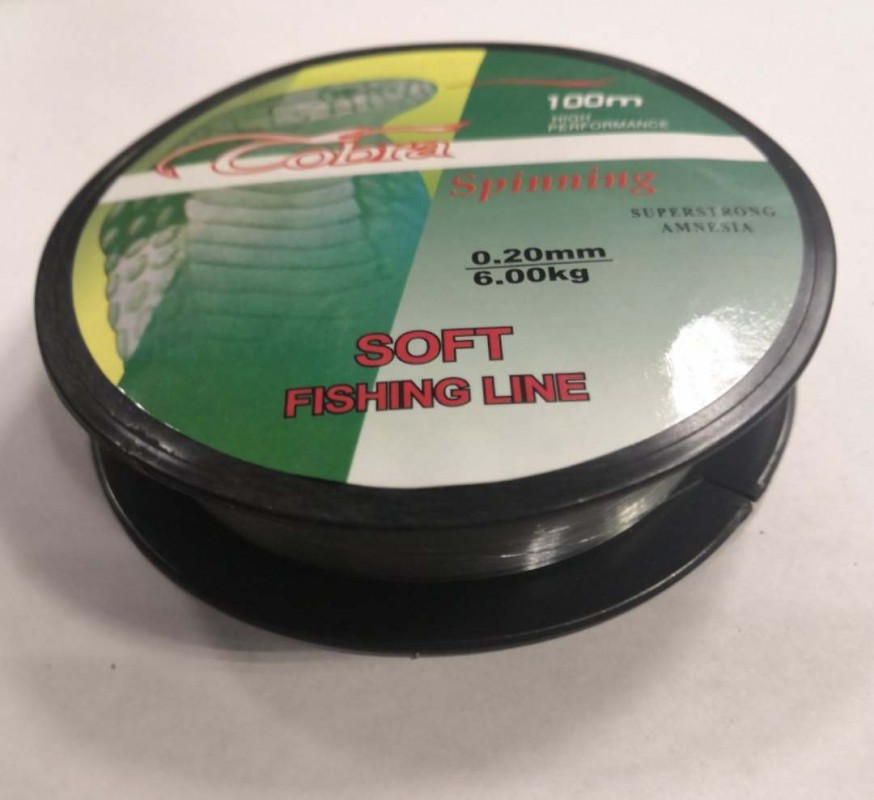 100m
HIGH
PERFORMANCE
Cobra
Spinning
SUPERSTRONG
AMNESIA
0.20mm
6.00kg
SOFT
FISHING LINE